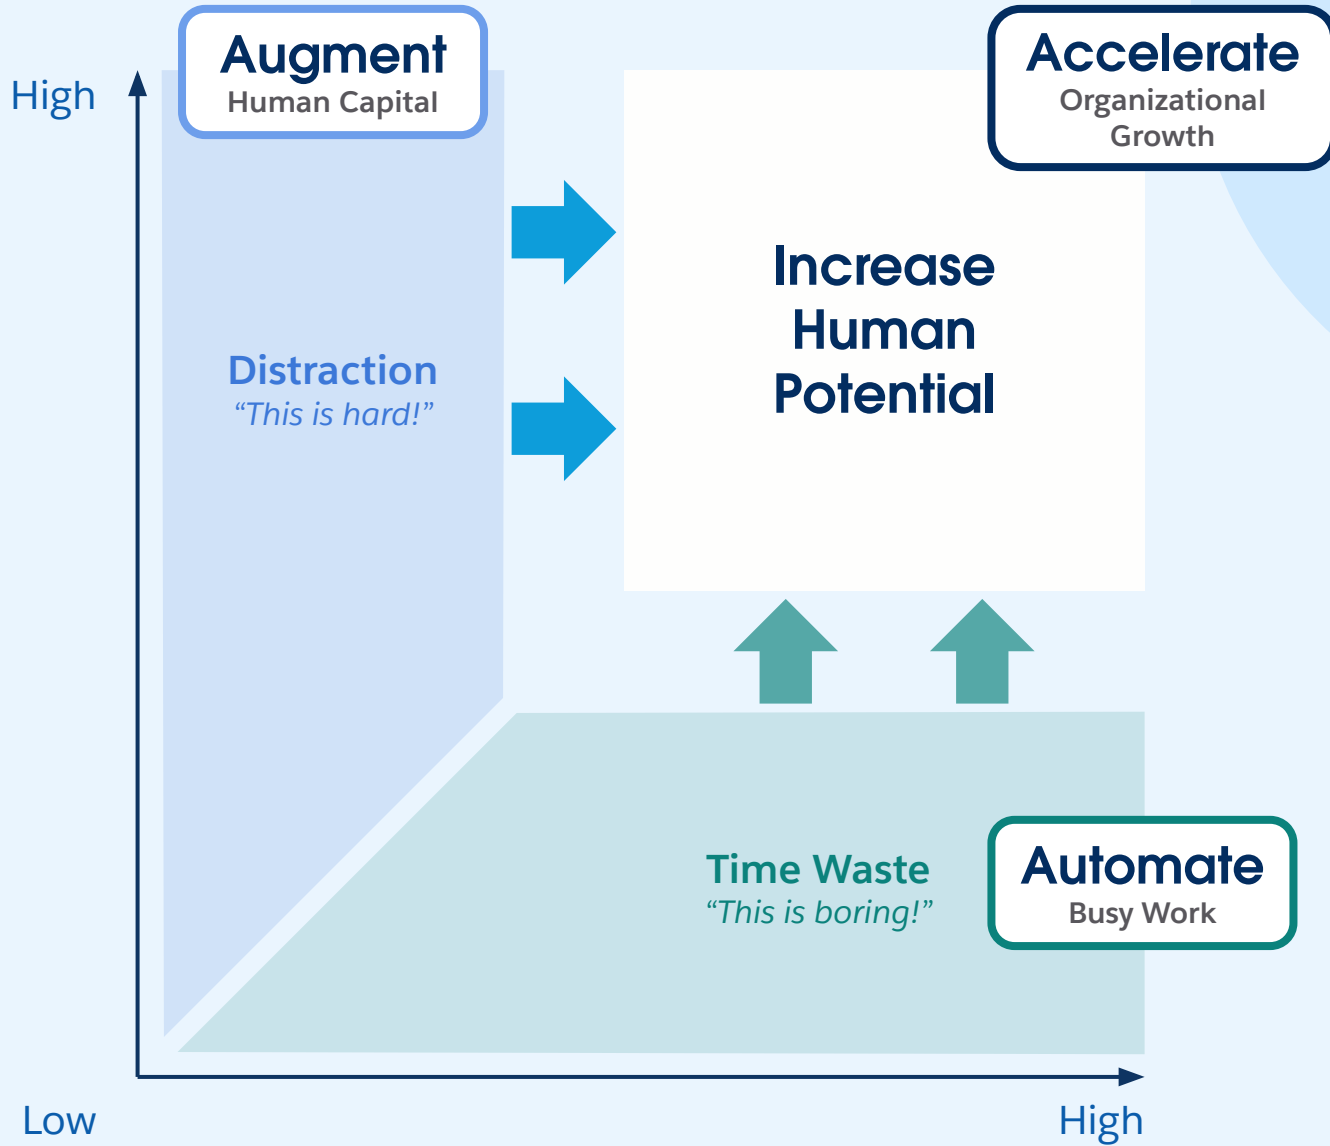 Augment
Human Capital
Accelerate
Organizational
Growth
High
Increase
Human
Potential
Distraction
“This is hard!”
Time Waste
“This is boring!”
Automate
Busy Work
Low
High